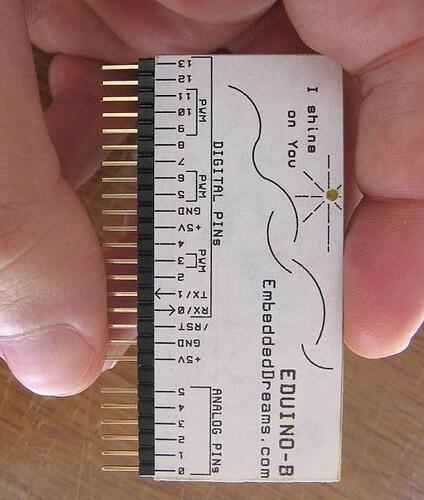 I shine
on You
EDUINO-B
EmbeddedDreams.com
DIGITAL PINs
13
12
11
10
9
PWM
8
7
6
5
PWM
GND
+5V
4
3
PWM
2
TX/1
RX/0
/RST
GND
+5V
ANALOG PINs
5
4
3
2
1
0